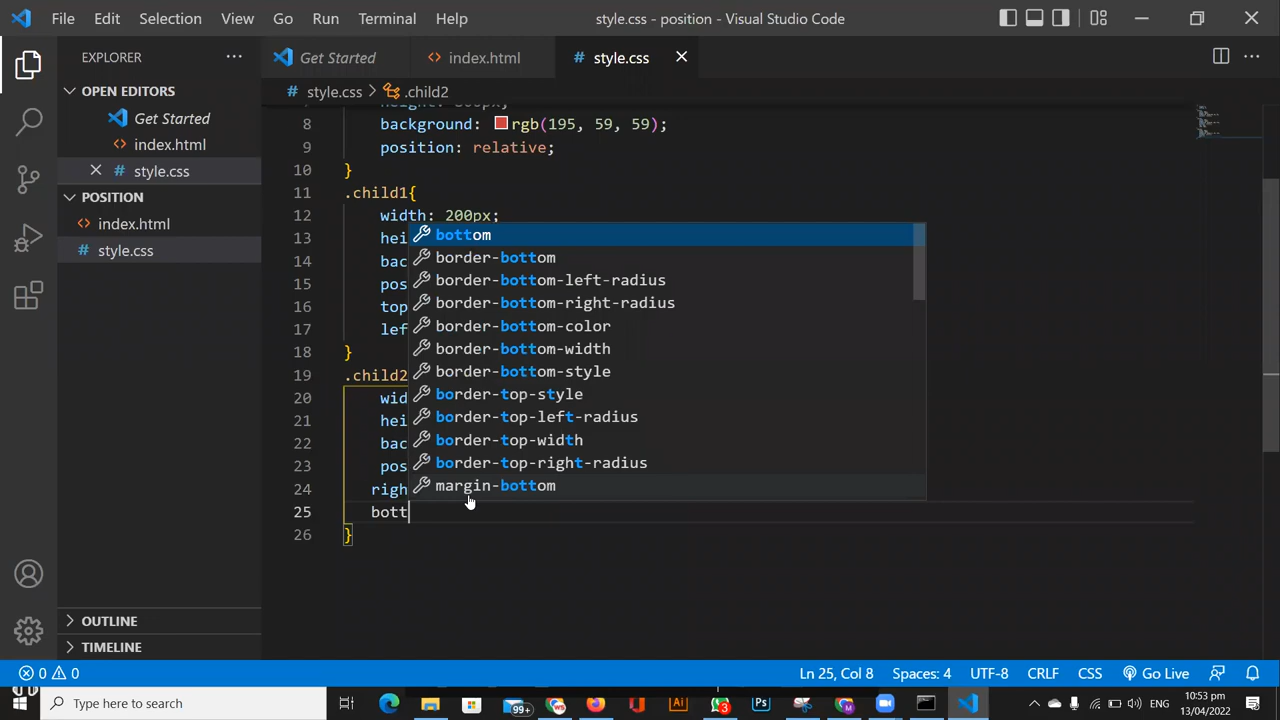 File Edit Selection View Go Run Terminal Help style.css - position - Visual Studio Code
EXPLORER
Get Started
index.html
# style.css
OPEN EDITORS
# style.css > .child2
Get Started
index.html
# style.css
POSITION
index.html
# style.css
8 background: rgb(195, 59, 59);
9 position: relative;
10 }
11 .child1{
12 width: 200px;
13 hei
14 bac
15 pos
16 top
17 lef
18 }
19 .child2
20 wid
21 hei
22 bac
23 pos
24 righ
25 bott
26 }
bottom
border-bottom
border-bottom-left-radius
border-bottom-right-radius
border-bottom-color
border-bottom-width
border-bottom-style
border-top-style
border-top-left-radius
border-top-width
border-top-right-radius
margin-bottom
OUTLINE
TIMELINE
0 0 Ln 25, Col 8 Spaces: 4 UTF-8 CRLF CSS Go Live
Type here to search
99+
Ai
3
Ps
ENG
10:53 pm
13/04/2022